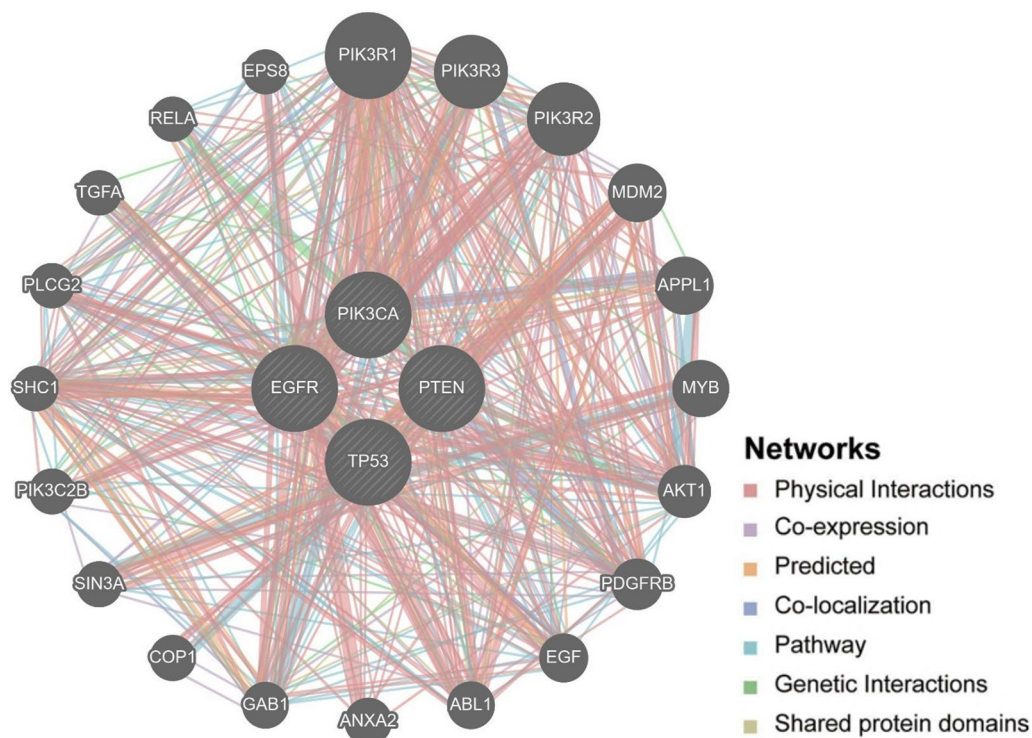 PIK3R1
PIK3R3
EPS8
PIK3R2
RELA
MDM2
TGFA
APPL1
PLCG2
PIK3CA
EGFR
PTEN
SHC1
MYB
TP53
PIK3C2B
AKT1
SIN3A
PDGFRB
COP1
EGF
GAB1
ANXA2
ABL1
Networks
Physical Interactions
Co-expression
Predicted
Co-localization
Pathway
Genetic Interactions
Shared protein domains